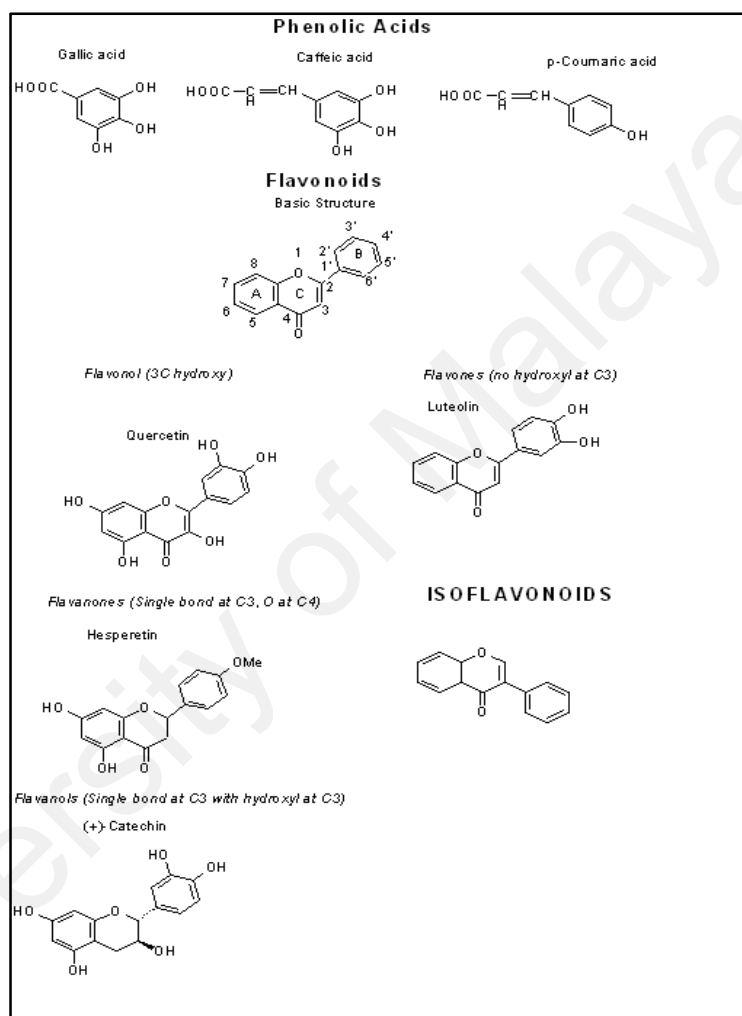 Phenolic Acids
Gallic acid
Caffeic acid
p-Coumaric acid
HOOC
OH
OH
OH
HOOC—C=C—
H
H
OH
OH
OH
HOOC—C=C—
H
H
OH
Flavonoids
Basic Structure
1
2
3
4
5
6
7
8
1'
2'
3'
4'
5'
6'
A
B
C
O
O
Flavonol (3C hydroxy)
Flavones (no hydroxyl at C3)
Quercetin
HO
OH
HO
O
OH
OH
O
Luteolin
OH
OH
O
O
Flavanones (Single bond at C3, O at C4)
ISOFLAVONOIDS
Hesperetin
OMe
HO
O
OH
O
O
O
Flavanols (Single bond at C3 with hydroxyl at C3)
(+)-Catechin
HO
OH
HO
O
OH
OH
ersity of Malaya